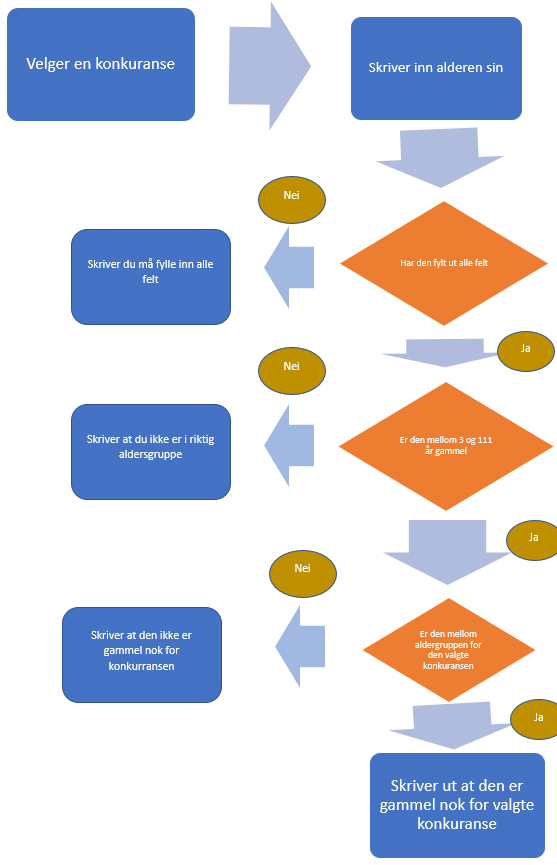 Velger en konkuranse
Skriver inn alderen sin
Nei
Har den fylt ut alle felt
Skriver du må fylle inn alle
felt
Ja
Nei
Er den mellom 3 og 111
år gammel
Skriver at du ikke er i riktig
aldersgruppe
Ja
Nei
Er den mellom
aldergruppen for
den valgte
konkuransen
Skriver at den ikke er
gammel nok for
konkurransen
Ja
Skriver ut at den er
gammel nok for valgte
konkuranse